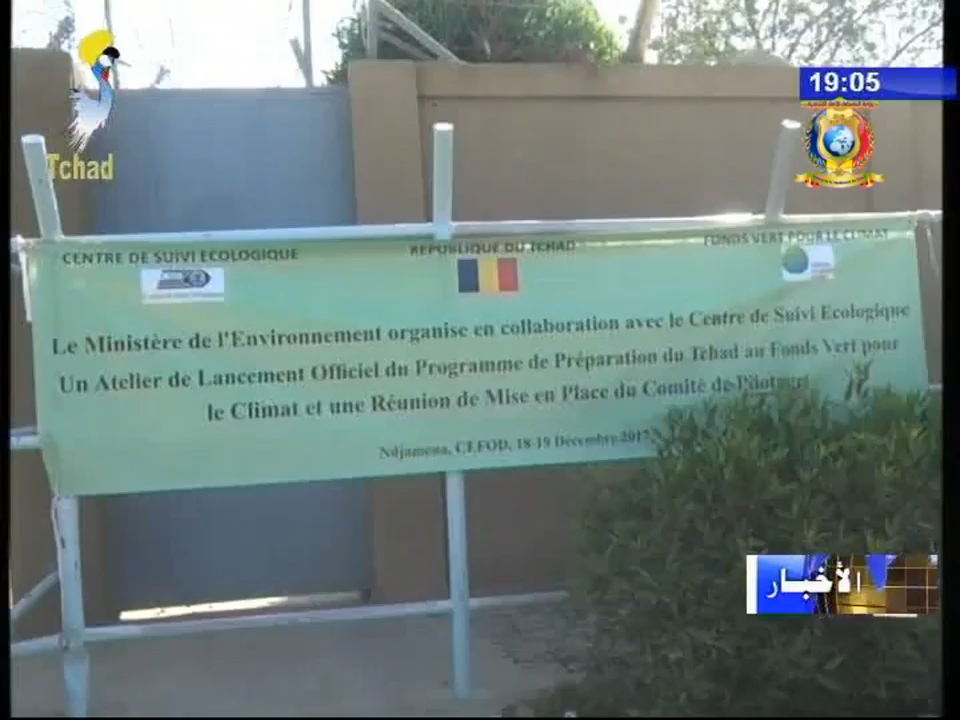 19:05
Tchad
CENTRE DE SUIVI ECOLOGIQUE
REPUBLIQUE DU TCHAD
FONDS VERT POUR LE CLIMAT
Le Ministère de l'Environnement organise en collaboration avec le Centre de Suivi Ecologique
Un Atelier de Lancement Officiel du Programme de Préparation du Tchad au Fonds Vert pour
le Climat et une Réunion de Mise en Place du Comité de Pilotage
Ndjamena, CEFOD, 18-19 Décembre 2017
الأخبار